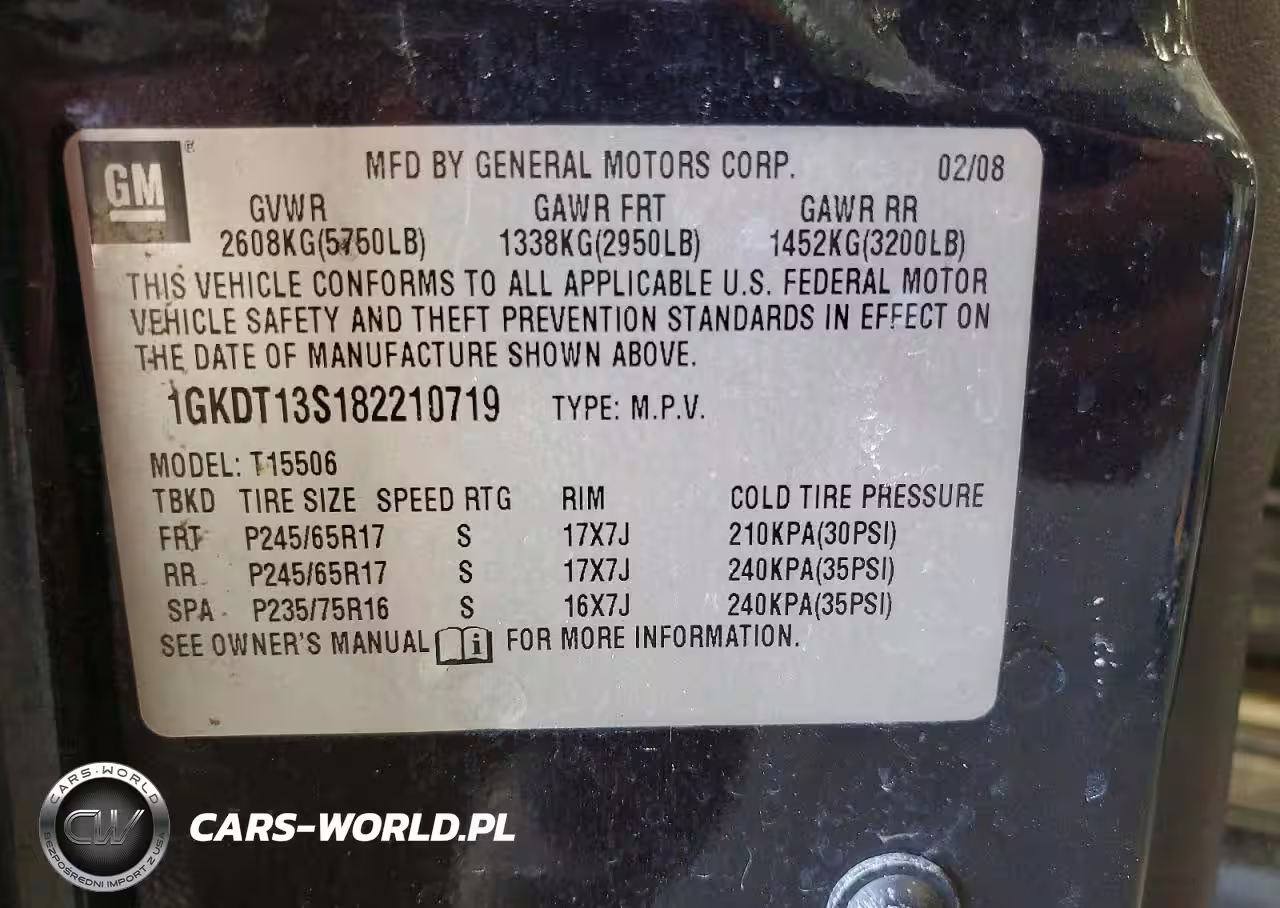 GM ®
MFD BY GENERAL MOTORS CORP. 02/08
GVWR GAWR FRT GAWR RR
2608KG(5750LB) 1338KG(2950LB) 1452KG(3200LB)
THIS VEHICLE CONFORMS TO ALL APPLICABLE U.S. FEDERAL MOTOR
VEHICLE SAFETY AND THEFT PREVENTION STANDARDS IN EFFECT ON
THE DATE OF MANUFACTURE SHOWN ABOVE.
1GKDT13S182210719 TYPE: M.P.V.
MODEL: T15506
TBKD TIRE SIZE SPEED RTG RIM COLD TIRE PRESSURE
FRT P245/65R17 S 17X7J 210KPA(30PSI)
RR P245/65R17 S 17X7J 240KPA(35PSI)
SPA P235/75R16 S 16X7J 240KPA(35PSI)
SEE OWNER'S MANUAL i FOR MORE INFORMATION.
CARS-WORLD
CW
BEZPOŚREDNI IMPORT Z USA
CARS-WORLD.PL